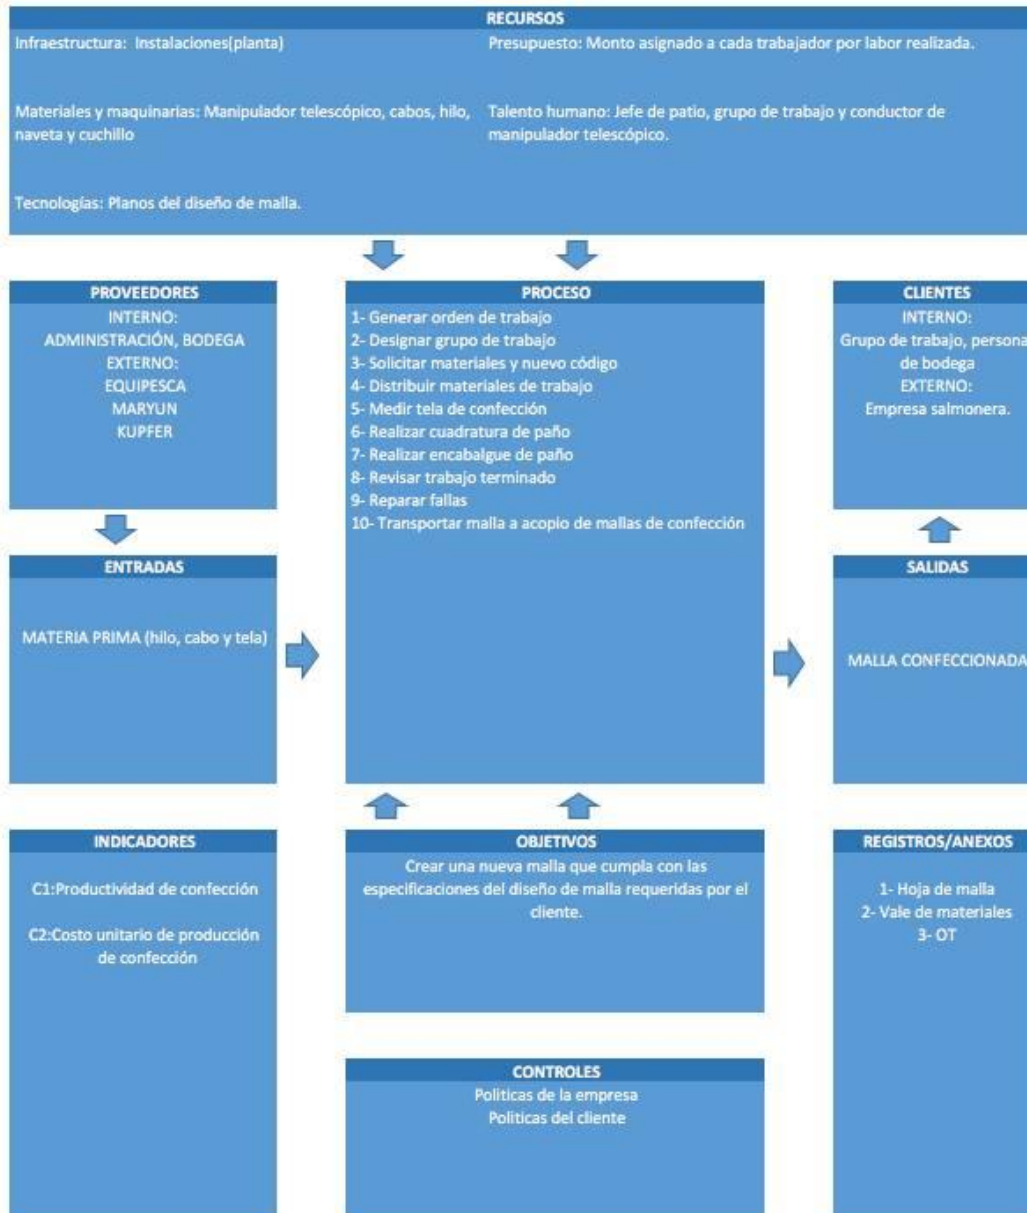 RECURSOS
Infraestructura: Instalaciones(planta)
Presupuesto: Monto asignado a cada trabajador por labor realizada.
Materiales y maquinarias: Manipulador telescópico, cabos, hilo,
naveta y cuchillo
Talento humano: Jefe de patio, grupo de trabajo y conductor de
manipulador telescópico.
Tecnologías: Planos del diseño de malla.
PROVEEDORES
INTERNO:
ADMINISTRACIÓN, BODEGA
EXTERNO:
EQUIPESCA
MARYUN
KUPFER
PROCESO
1- Generar orden de trabajo
2- Designar grupo de trabajo
3- Solicitar materiales y nuevo código
4- Distribuir materiales de trabajo
5- Medir tela de confección
6- Realizar cuadratura de paño
7- Realizar encabalgue de paño
8- Revisar trabajo terminado
9- Reparar fallas
10- Transportar malla a acopio de mallas de confección
CLIENTES
INTERNO:
Grupo de trabajo, persona
de bodega
EXTERNO:
Empresa salmonera.
ENTRADAS
MATERIA PRIMA (hilo, cabo y tela)
SALIDAS
MALLA CONFECCIONADA
INDICADORES
C1:Productividad de confección
C2:Costo unitario de producción
de confección
OBJETIVOS
Crear una nueva malla que cumpla con las
especificaciones del diseño de malla requeridas por el
cliente.
REGISTROS/ANEXOS
1- Hoja de malla
2- Vale de materiales
3- OT
CONTROLES
Politicas de la empresa
Politicas del cliente